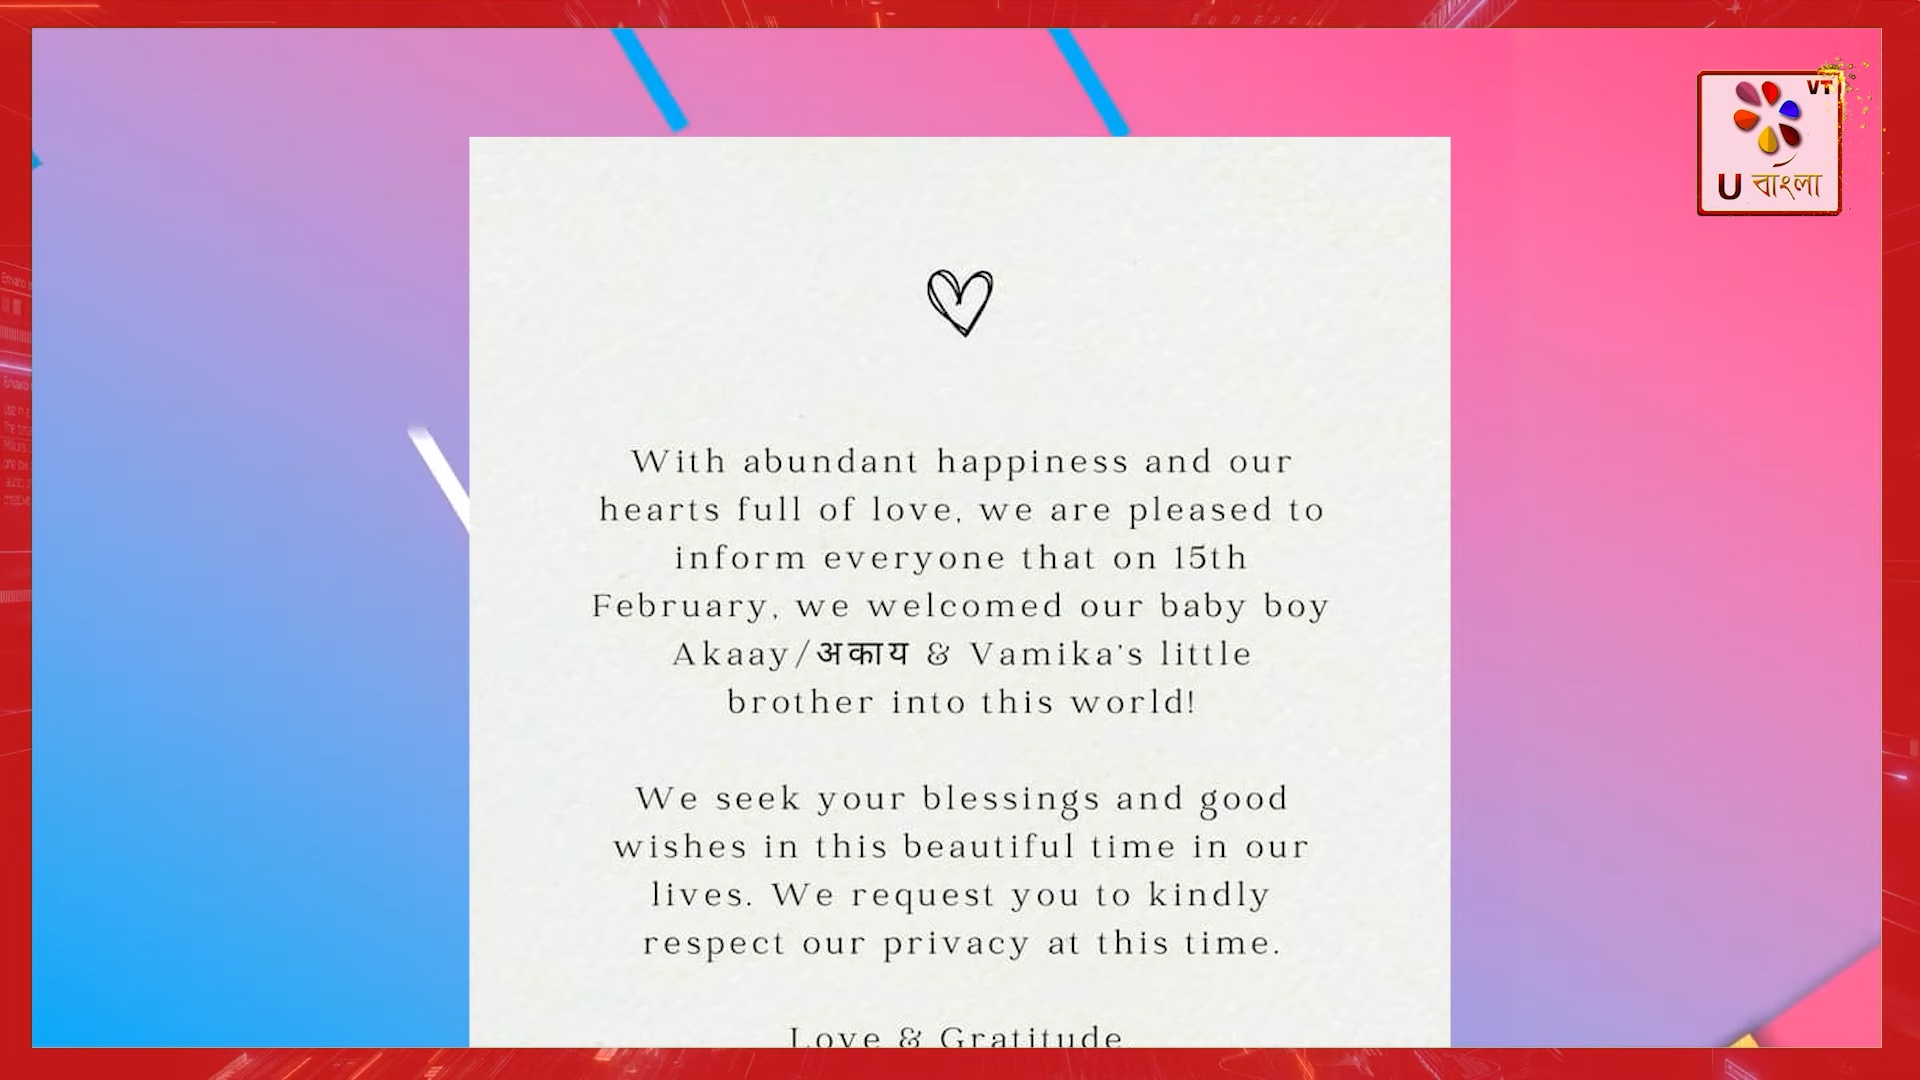 VT
U বাংলা
With abundant happiness and our
hearts full of love, we are pleased to
inform everyone that on 15th
February, we welcomed our baby boy
Akaay/अकाय & Vamika's little
brother into this world!
We seek your blessings and good
wishes in this beautiful time in our
lives. We request you to kindly
respect our privacy at this time.
Love & Gratitude